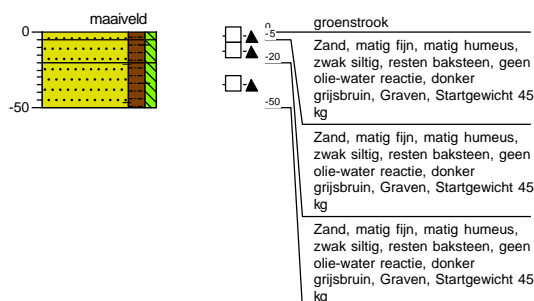 maaiveld
0
-50
0
-5
-20
-50
groenstrook
Zand, matig fijn, matig humeus,
zwak siltig, resten baksteen, geen
olie-water reactie, donker
grijsbruin, Graven, Startgewicht 45
kg
Zand, matig fijn, matig humeus,
zwak siltig, resten baksteen, geen
olie-water reactie, donker
grijsbruin, Graven, Startgewicht 45
kg
Zand, matig fijn, matig humeus,
zwak siltig, resten baksteen, geen
olie-water reactie, donker
grijsbruin, Graven, Startgewicht 45
kg